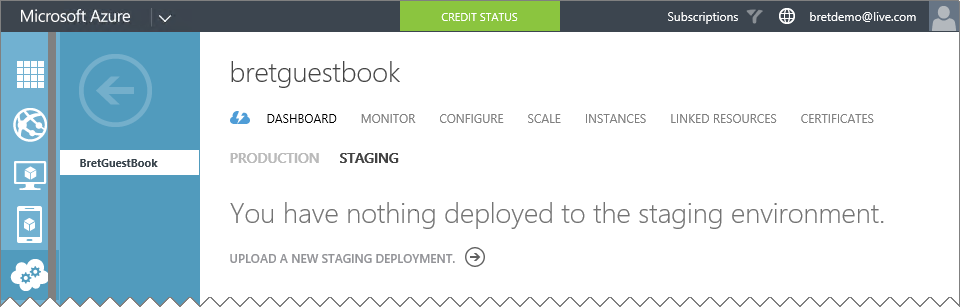 Microsoft Azure
CREDIT STATUS
Subscriptions
bretdemo@live.com
BretGuestBook
bretguestbook
DASHBOARD MONITOR CONFIGURE SCALE INSTANCES LINKED RESOURCES CERTIFICATES
PRODUCTION STAGING
You have nothing deployed to the staging environment.
UPLOAD A NEW STAGING DEPLOYMENT.